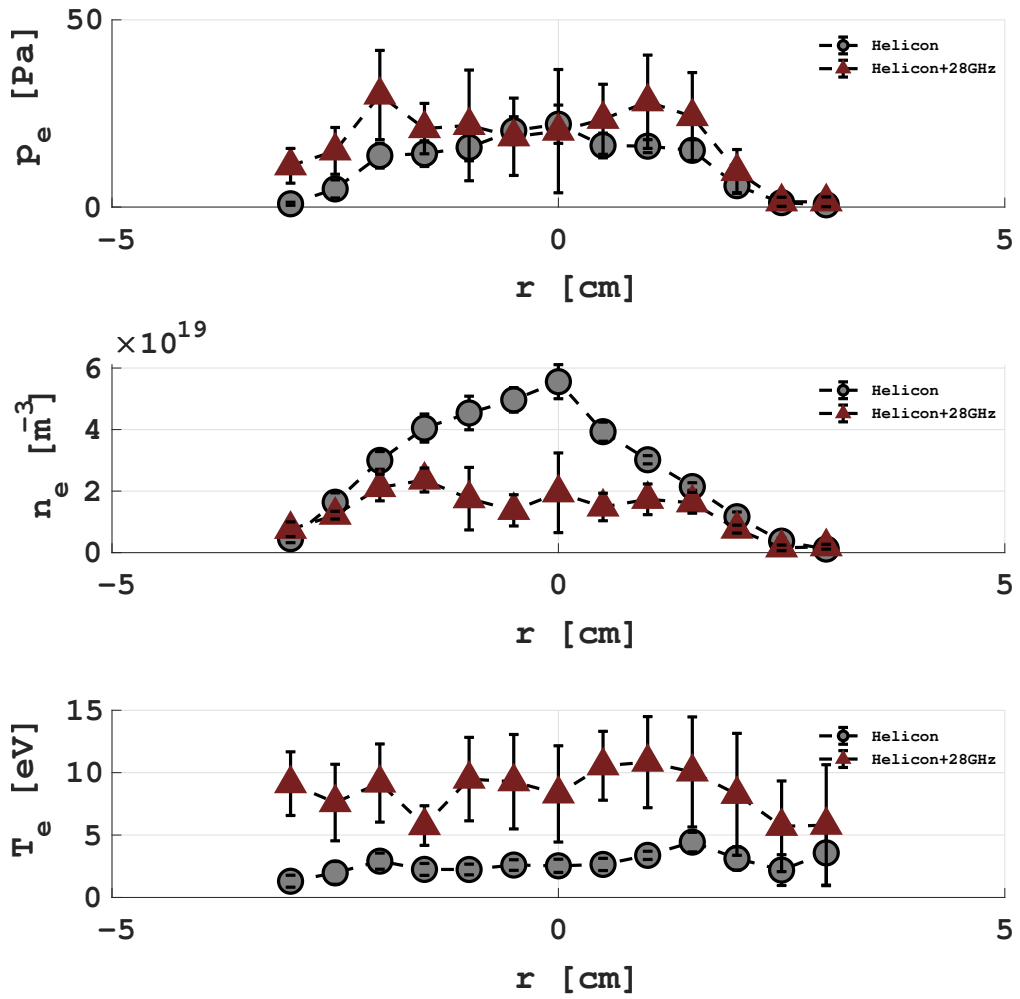 50
0
p_e [Pa]
Helicon
Helicon+28GHz
−5 0 5
r [cm]
×10^19
6
4
2
0
n_e [m^−3]
Helicon
Helicon+28GHz
−5 0 5
r [cm]
15
10
5
0
T_e [eV]
Helicon
Helicon+28GHz
−5 0 5
r [cm]